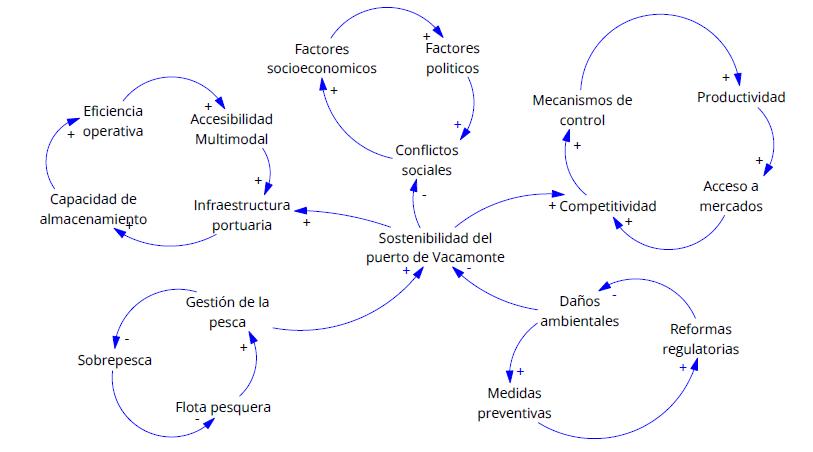 Factores
socioeconomicos
+
Factores
politicos
+
+
Conflictos
sociales
-
Eficiencia
operativa
+
Accesibilidad
Multimodal
+
Capacidad de
almacenamiento
+
Infraestructura
portuaria
+
+
Mecanismos de
control
+
Productividad
+
Acceso a
mercados
+
Competitividad
+
+
Sostenibilidad del
puerto de Vacamonte
+
-
Gestión de la
pesca
+
Sobrepesca
-
Flota pesquera
-
Daños
ambientales
-
Reformas
regulatorias
+
Medidas
preventivas
+